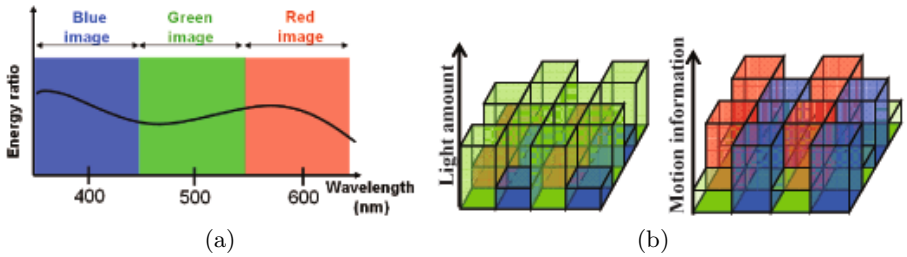 Blue image
Green image
Red image
Energy ratio
400
500
600
Wavelength (nm)
(a)
Light amount
Motion information
(b)